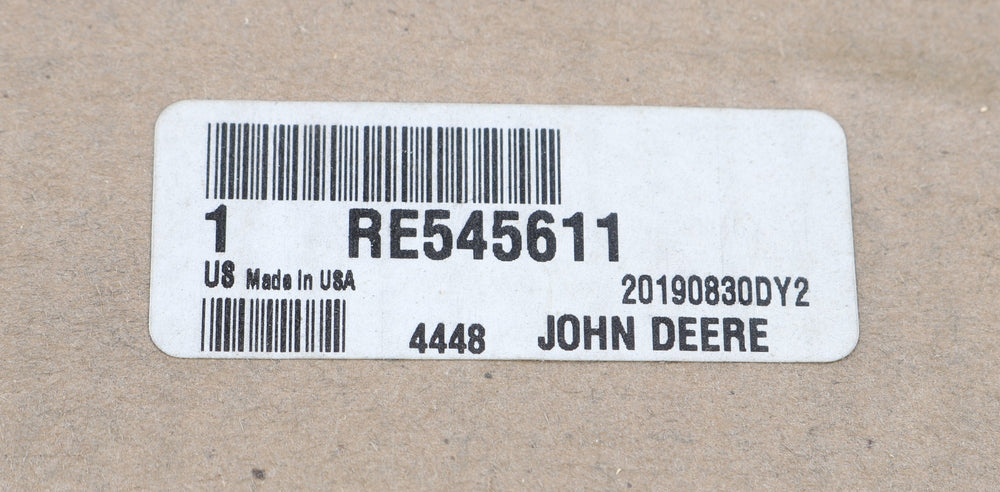 1 RE545611
US Made In USA
20190830DY2
4448 JOHN DEERE